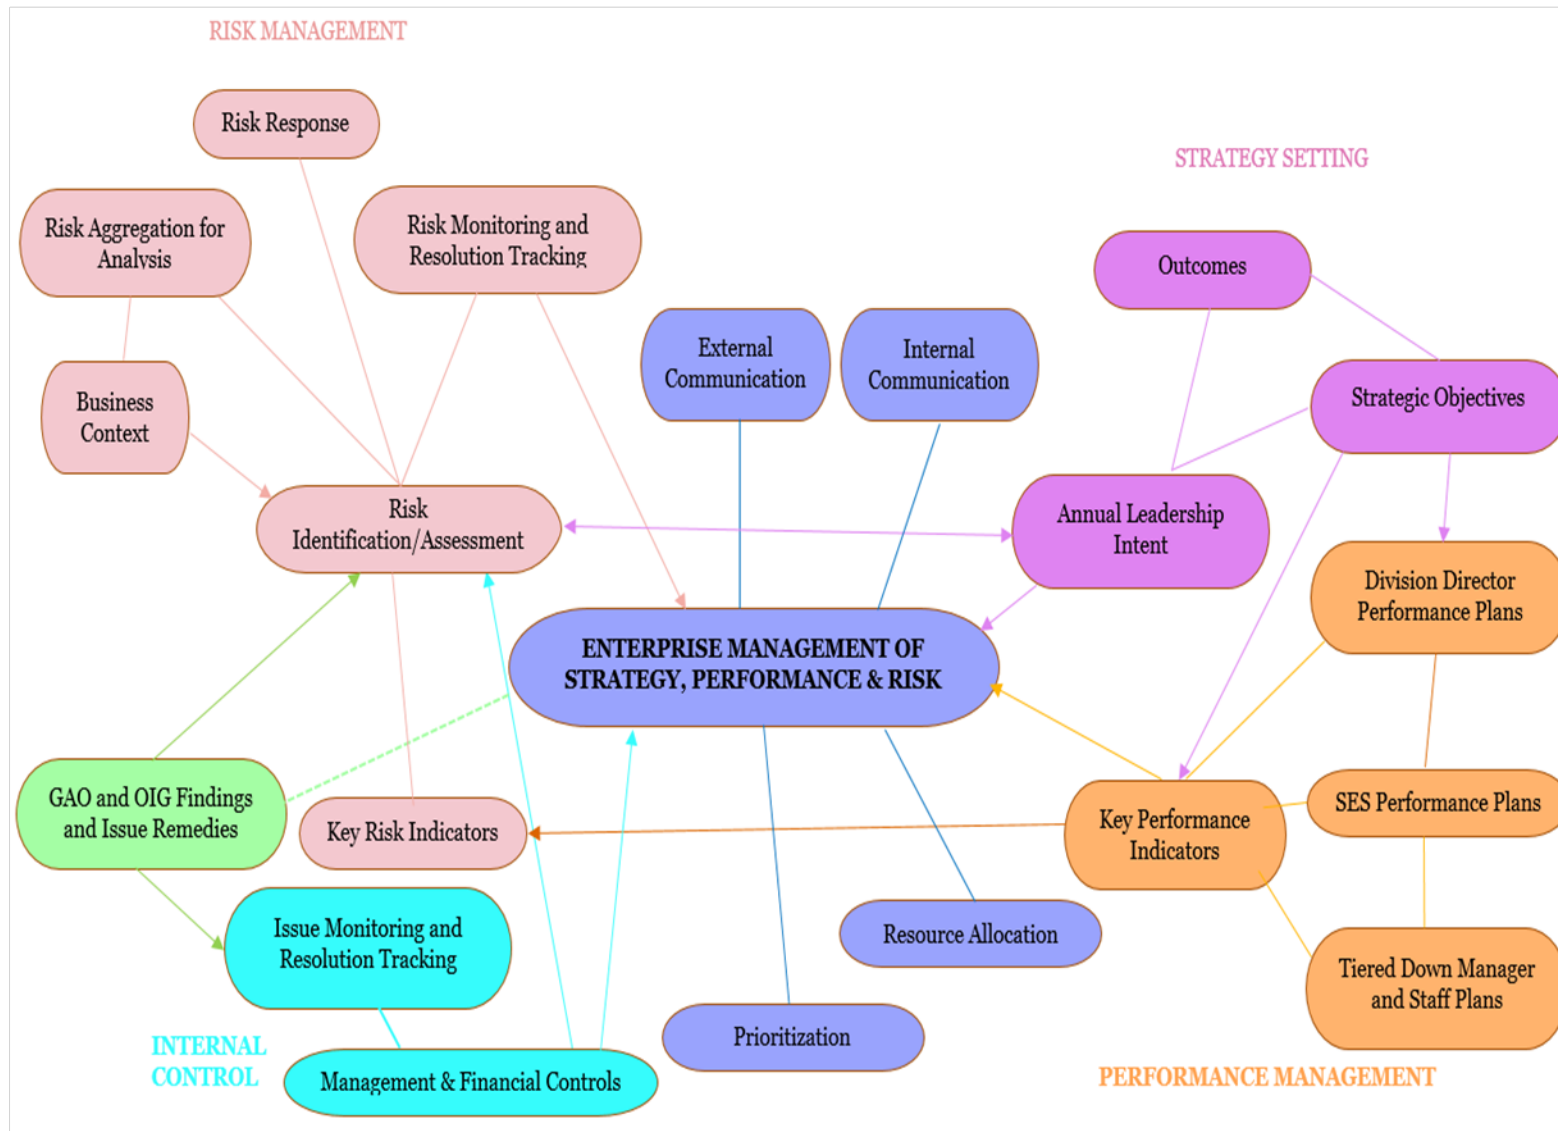 RISK MANAGEMENT
Risk Response
STRATEGY SETTING
Risk Aggregation for
Analysis
Risk Monitoring and
Resolution Tracking
Outcomes
External
Communication
Internal
Communication
Strategic Objectives
Business
Context
Risk
Identification/Assessment
Annual Leadership
Intent
Division Director
Performance Plans
ENTERPRISE MANAGEMENT OF
STRATEGY, PERFORMANCE & RISK
GAO and OIG Findings
and Issue Remedies
Key Risk Indicators
Key Performance
Indicators
SES Performance Plans
Issue Monitoring and
Resolution Tracking
Resource Allocation
Tiered Down Manager
and Staff Plans
Prioritization
INTERNAL
CONTROL
Management & Financial Controls
PERFORMANCE MANAGEMENT